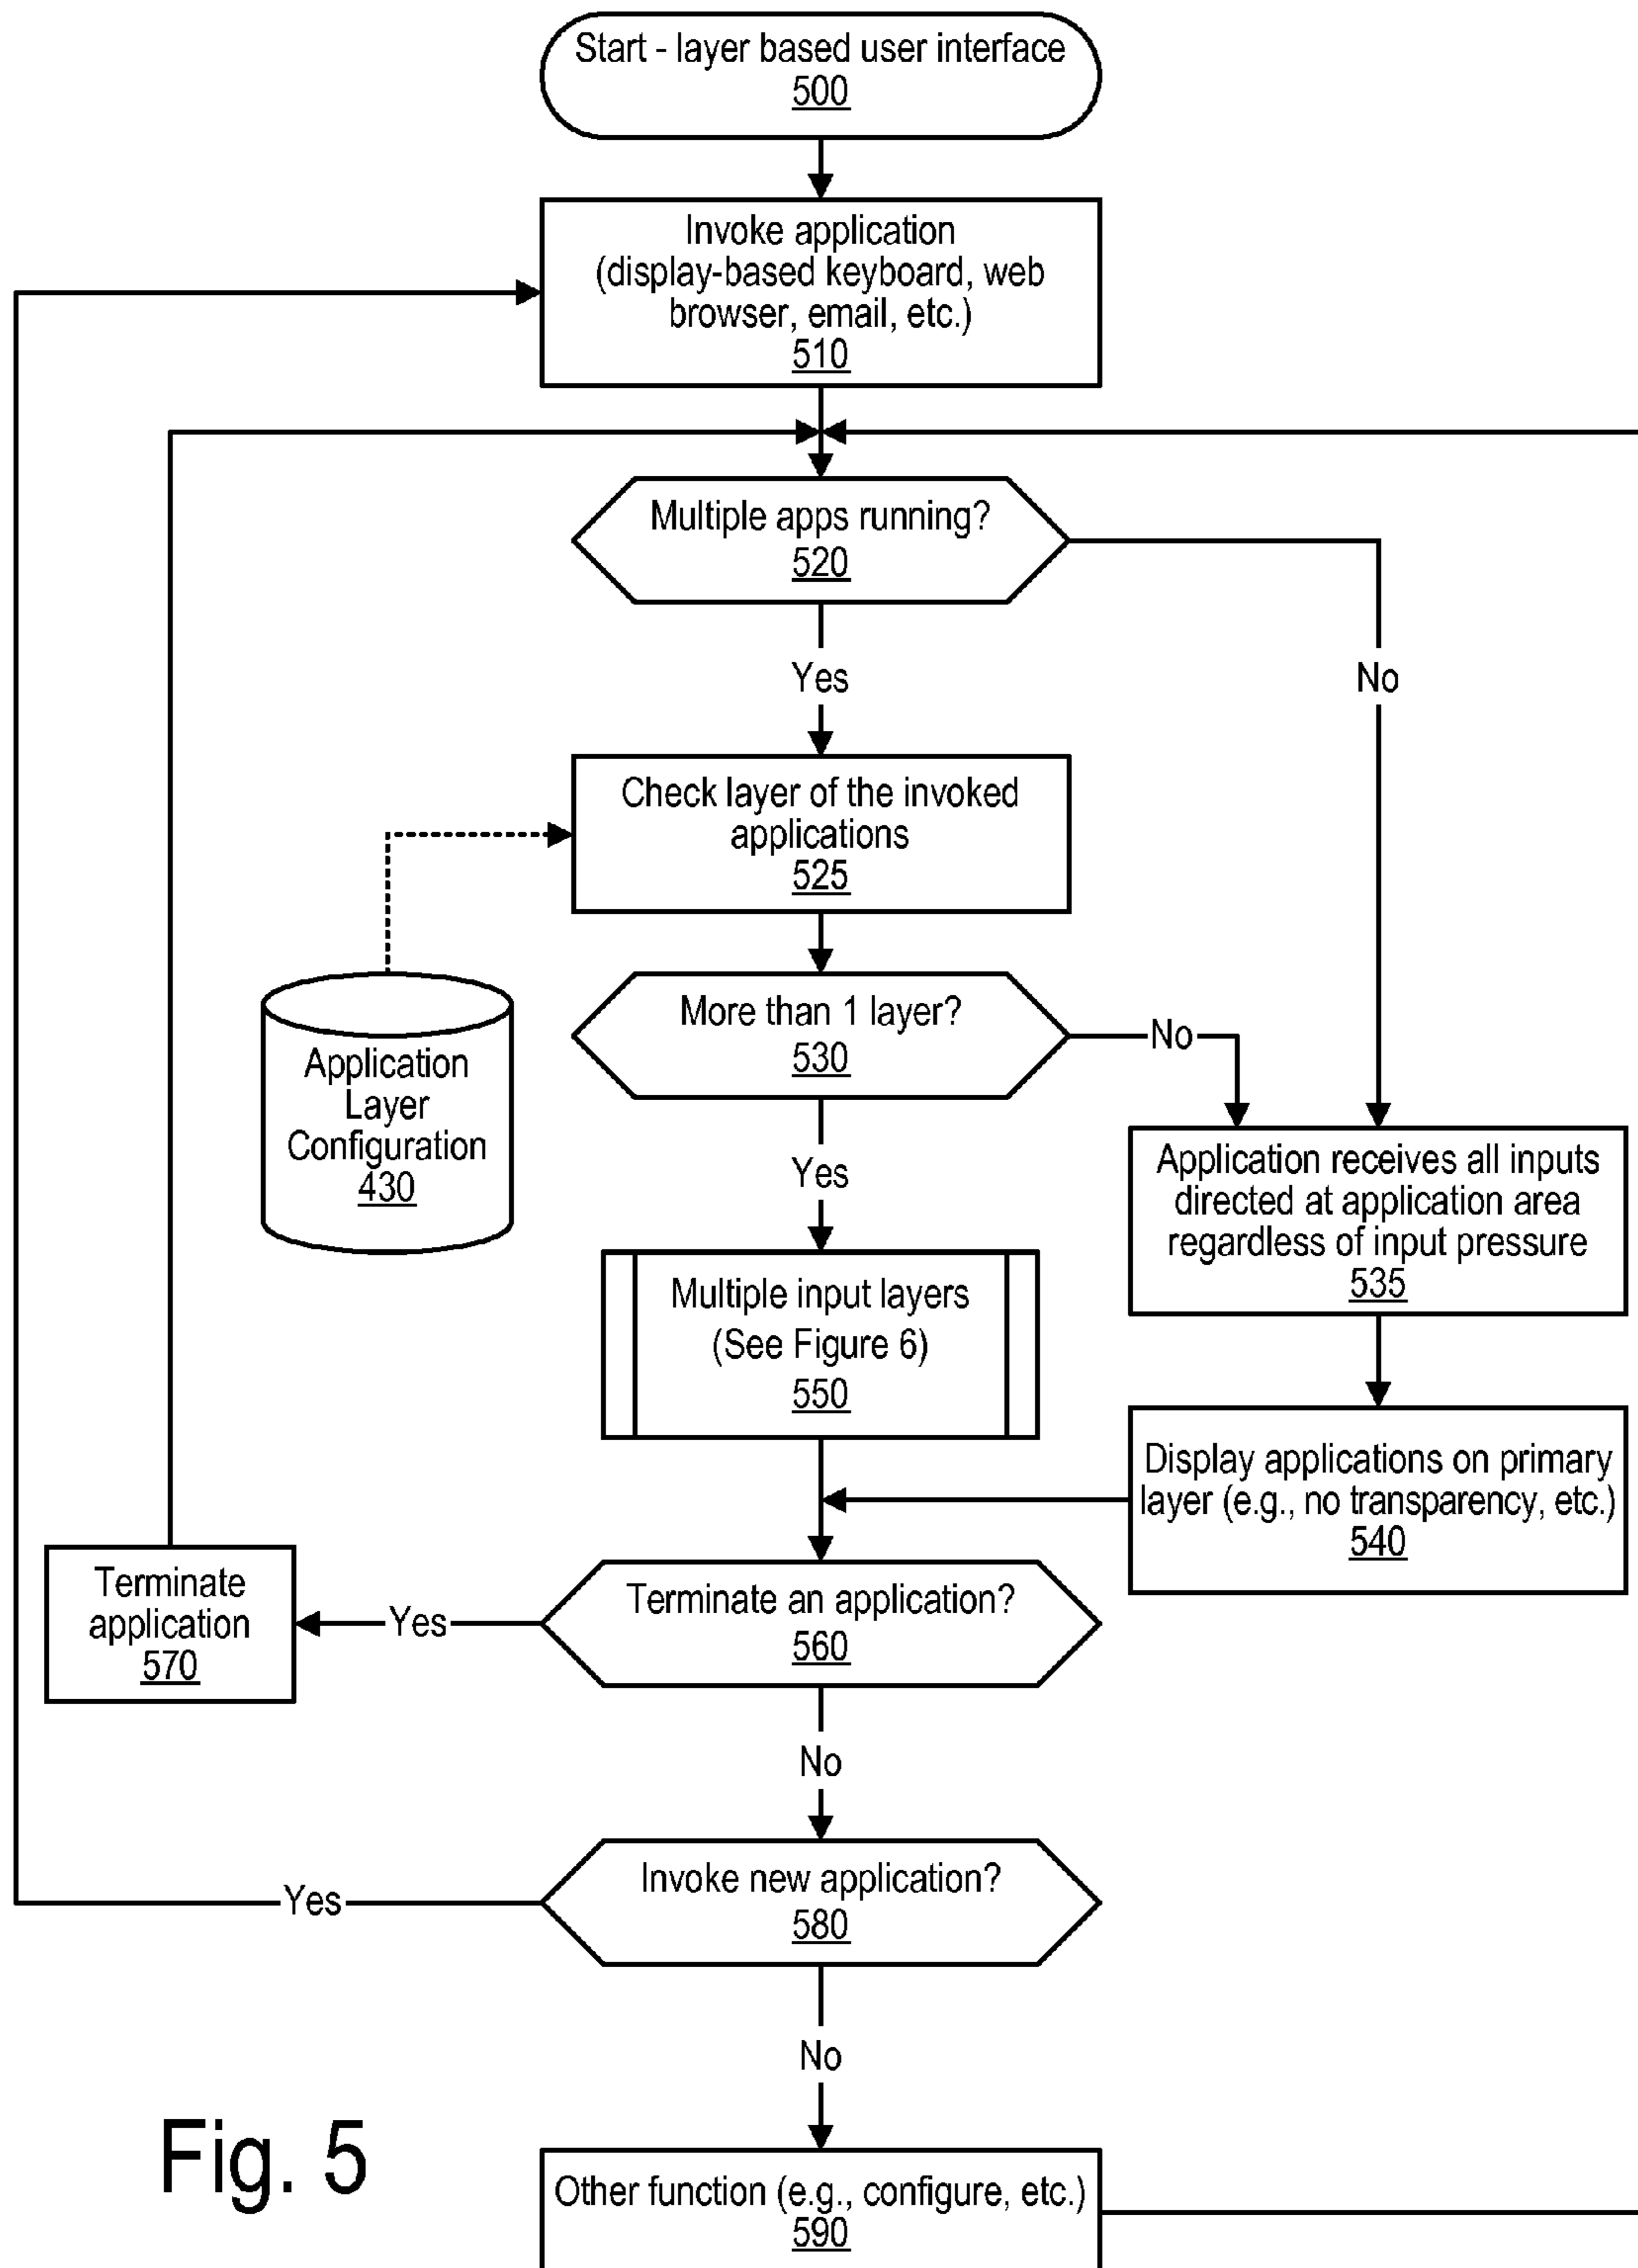 Start - layer based user interface
500
Invoke application
(display-based keyboard, web
browser, email, etc.)
510
Multiple apps running?
520
Yes
No
Check layer of the invoked
applications
525
More than 1 layer?
530
No
Application
Layer
Configuration
430
Yes
Application receives all inputs
directed at application area
regardless of input pressure
535
Multiple input layers
(See Figure 6)
550
Display applications on primary
layer (e.g., no transparency, etc.)
540
Terminate an application?
560
Yes
Terminate
application
570
No
Invoke new application?
580
Yes
No
Other function (e.g., configure, etc.)
590
Fig. 5